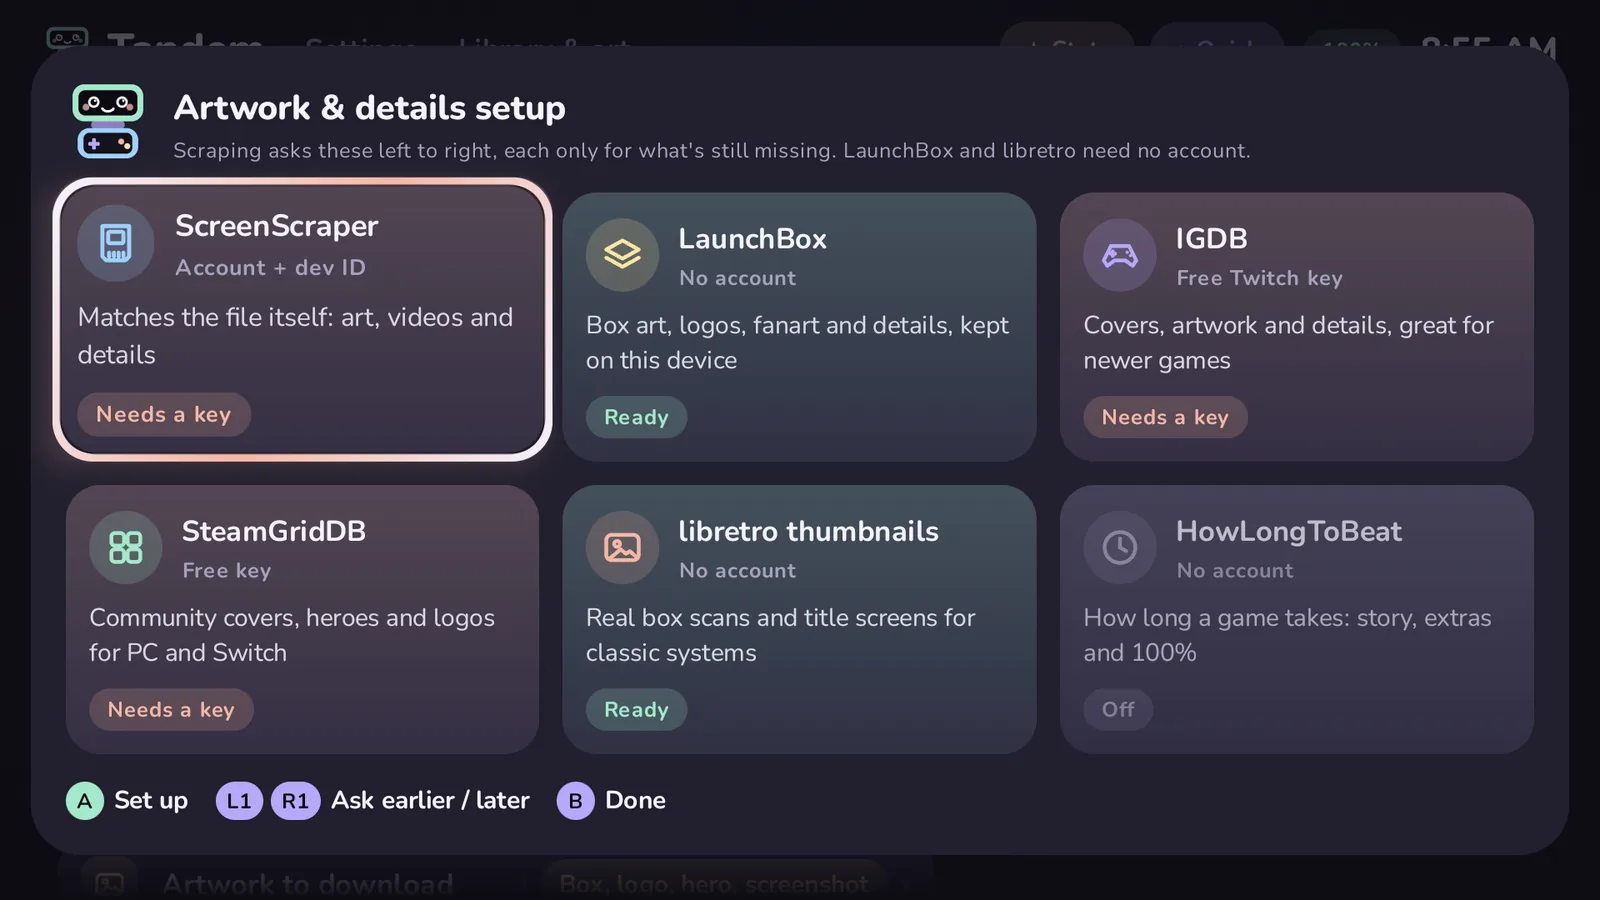 Artwork & details setup
Scraping asks these left to right, each only for what's still missing. LaunchBox and libretro need no account.
ScreenScraper
Account + dev ID
Matches the file itself: art, videos and
details
Needs a key
LaunchBox
No account
Box art, logos, fanart and details, kept
on this device
Ready
IGDB
Free Twitch key
Covers, artwork and details, great for
newer games
Needs a key
SteamGridDB
Free key
Community covers, heroes and logos
for PC and Switch
Needs a key
libretro thumbnails
No account
Real box scans and title screens for
classic systems
Ready
HowLongToBeat
No account
How long a game takes: story, extras
and 100%
Off
A Set up L1 R1 Ask earlier / later B Done
Artwork to download
Box, logo, hero, screenshot